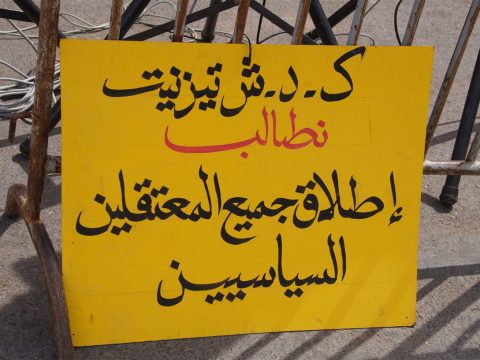 ك.د.ش تيزنيت
نطالب
إطلاق جميع المعتقلين
السياسيين